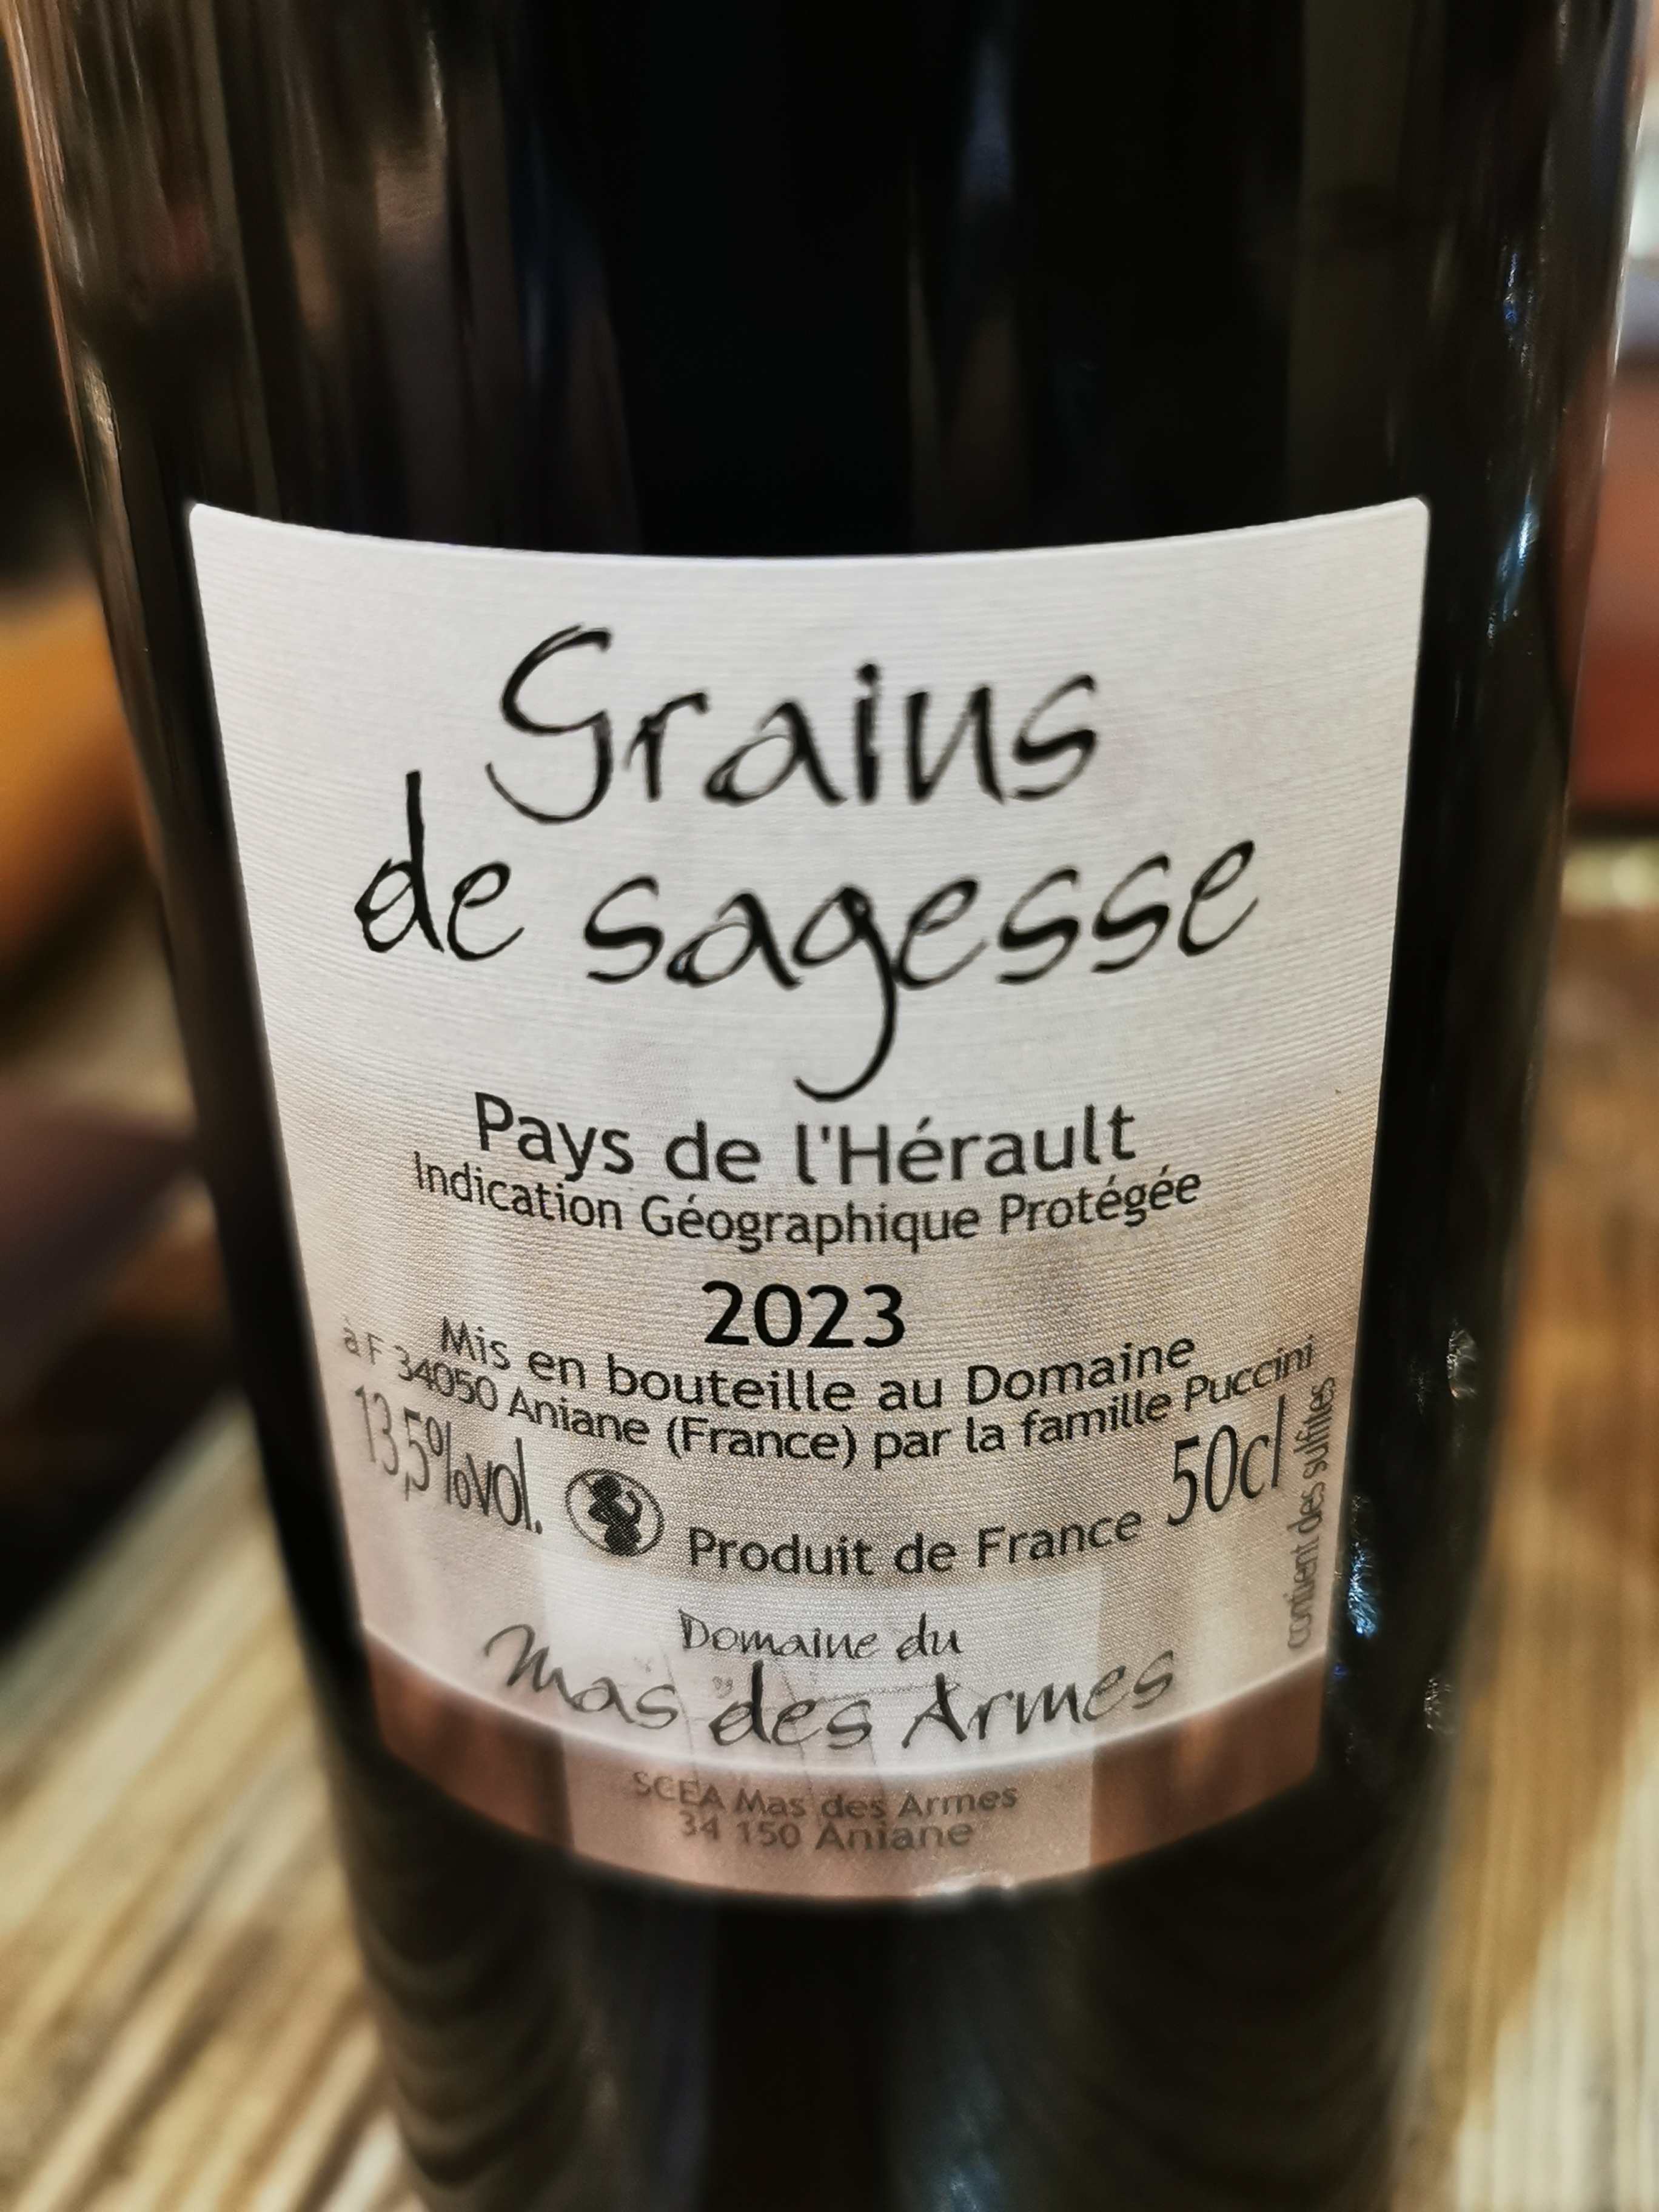 Grains
de sagesse
Pays de l'Hérault
Indication Géographique Protégée
2023
Mis en bouteille au Domaine
à F 34050 Aniane (France) par la famille Puccini
13,5%vol.
Produit de France
50cl
contient des sulfites
Domaine du
Mas des Armes
SCEA Mas des Armes
34 150 Aniane